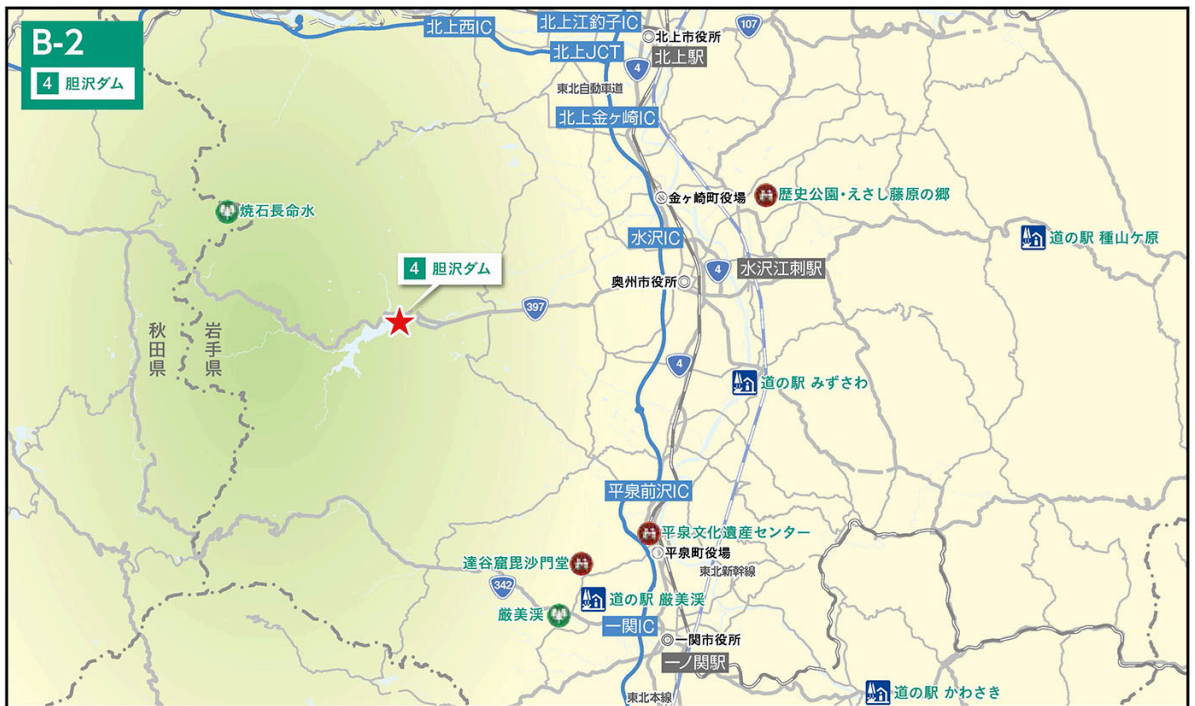 B-2
4 胆沢ダム
北上西IC
北上江釣子IC
107
北上市役所
北上JCT
北上駅
4
東北自動車道
北上金ヶ崎IC
金ヶ崎町役場
歴史公園・えさし藤原の郷
焼石長命水
水沢IC
道の駅 種山ケ原
4 胆沢ダム
4
水沢江刺駅
奥州市役所
397
秋田県
岩手県
4
道の駅 みずさわ
平泉前沢IC
平泉文化遺産センター
平泉町役場
達谷窟毘沙門堂
東北新幹線
342
道の駅 厳美渓
厳美渓
一関IC
一関市役所
一ノ関駅
東北本線
道の駅 かわさき